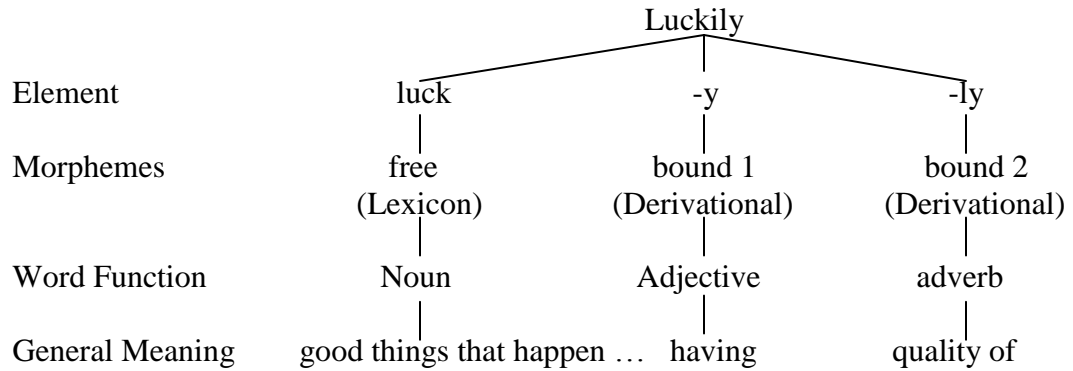 Luckily
Element luck -y -ly
Morphemes free bound 1 bound 2
(Lexicon) (Derivational) (Derivational)
Word Function Noun Adjective adverb
General Meaning good things that happen … having quality of